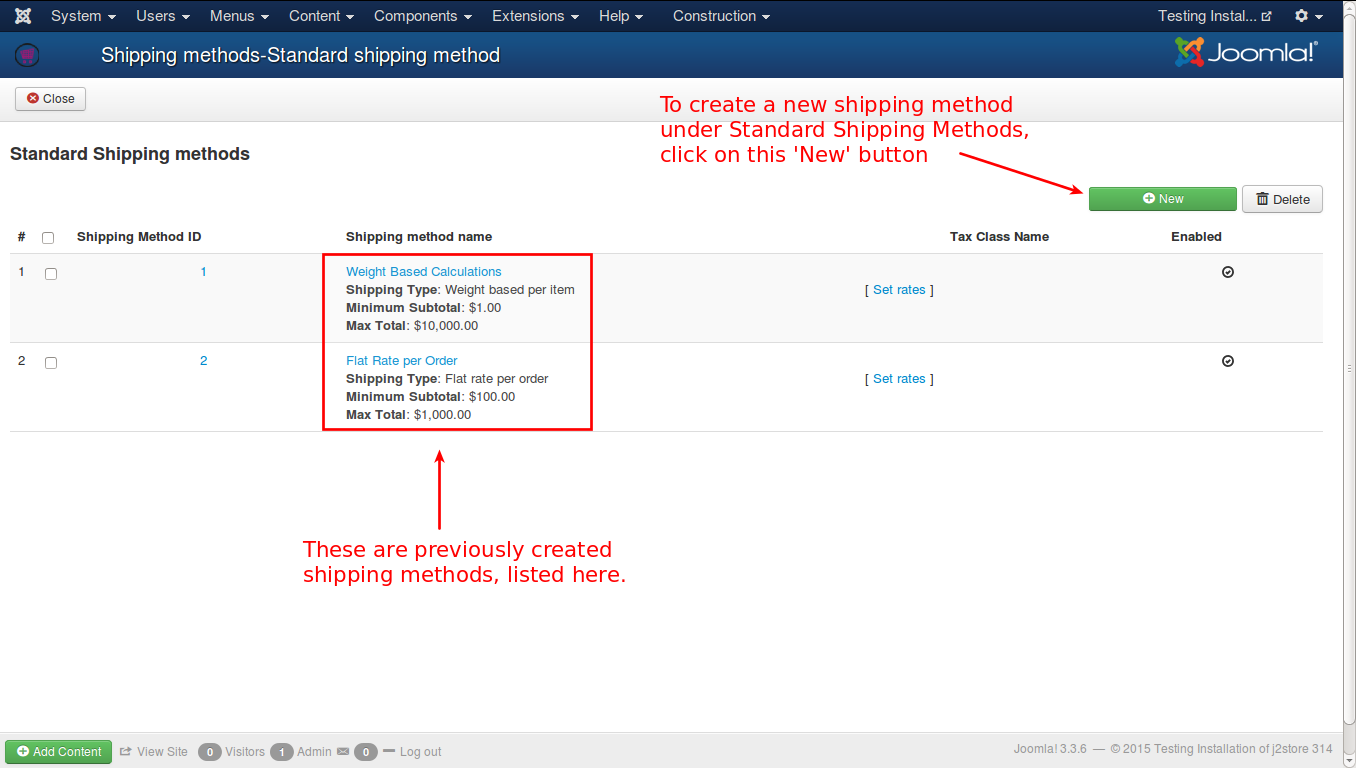 System Users Menus Content Components Extensions Help Construction Testing Instal...
Shipping methods-Standard shipping method Joomla!®
Close
To create a new shipping method
under Standard Shipping Methods,
click on this 'New' button
Standard Shipping methods
New Delete
# Shipping Method ID Shipping method name Tax Class Name Enabled
1 1 Weight Based Calculations
Shipping Type: Weight based per item [ Set rates ]
Minimum Subtotal: $1.00
Max Total: $10,000.00
2 2 Flat Rate per Order
Shipping Type: Flat rate per order [ Set rates ]
Minimum Subtotal: $100.00
Max Total: $1,000.00
These are previously created
shipping methods, listed here.
Add Content View Site 0 Visitors 1 Admin 0 Log out Joomla! 3.3.6 — © 2015 Testing Installation of j2store 314